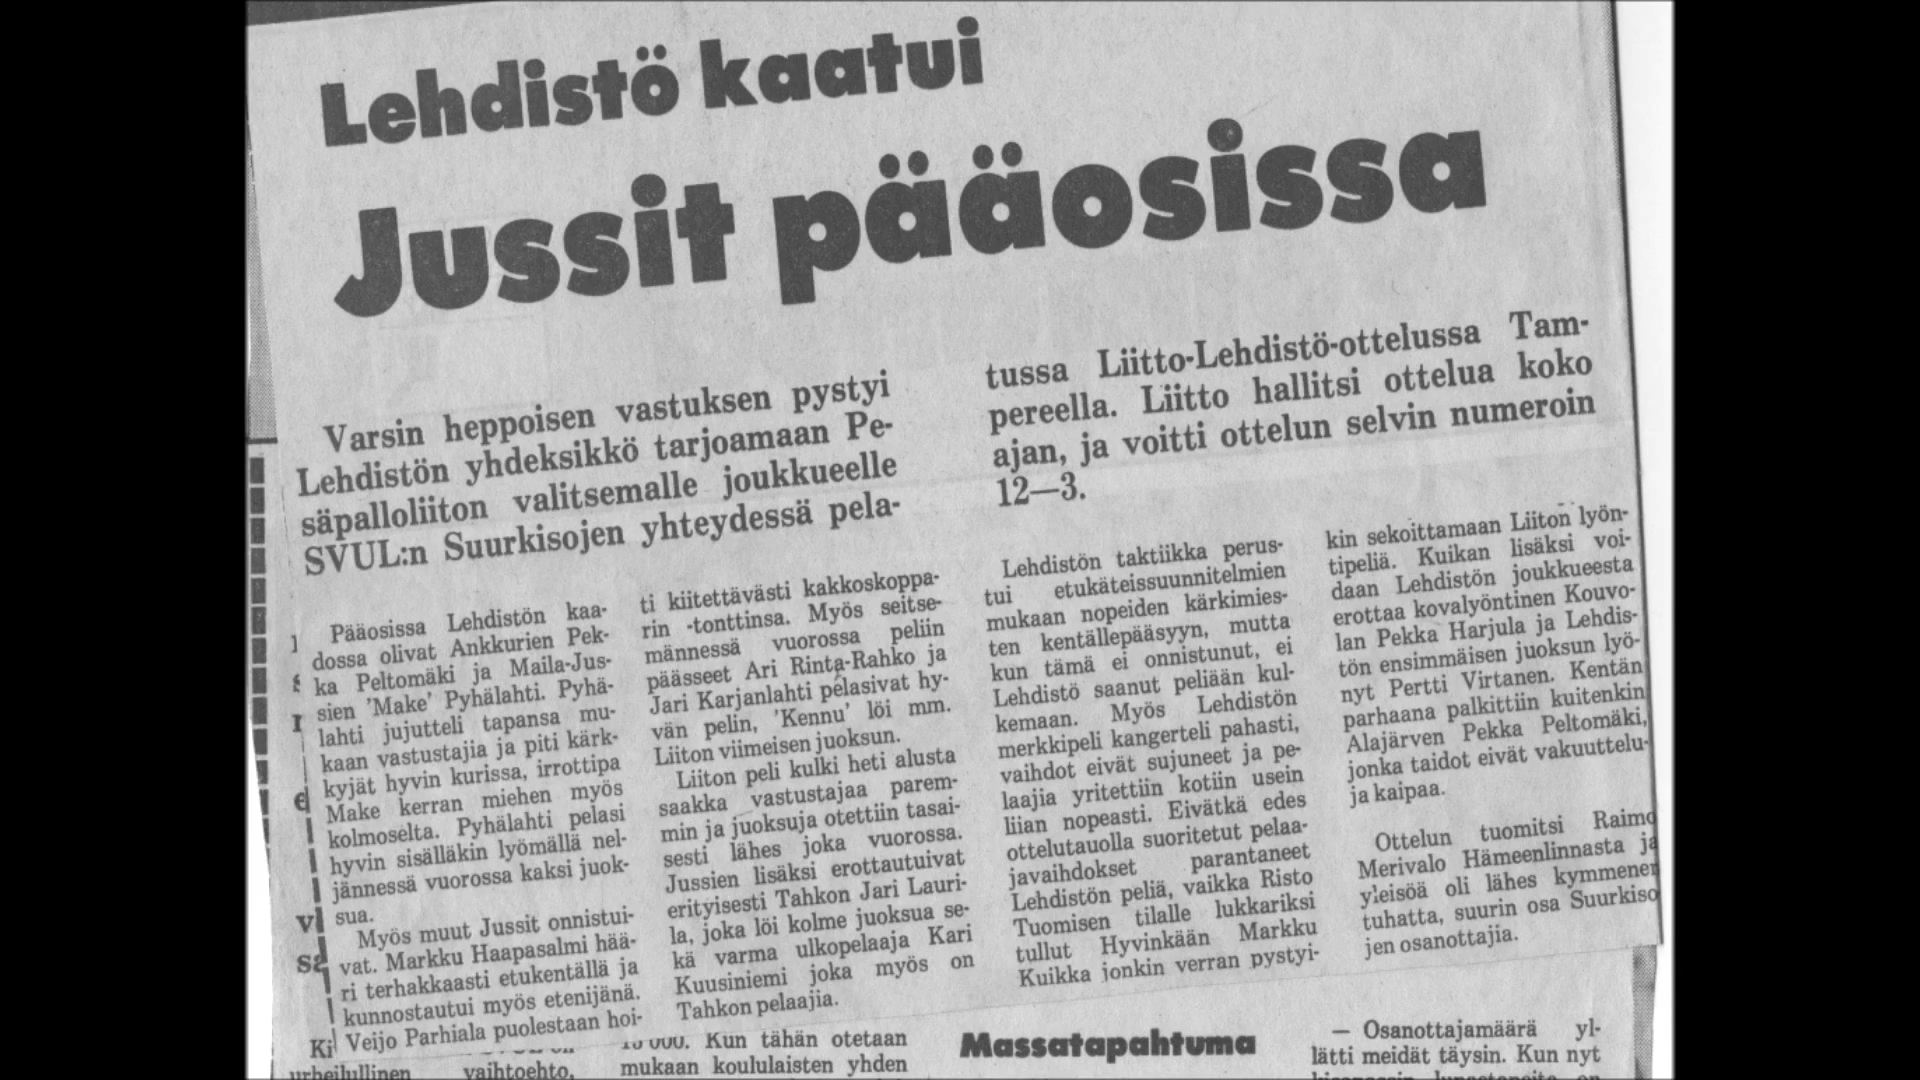 Lehdistö kaatui
Jussit pääosissa
Varsin heppoisen vastuksen pystyi
Lehdistön yhdeksikkö tarjoamaan Pe-
säpalloliiton valitsemalle joukkueelle
SVUL:n Suurkisojen yhteydessä pela-
tussa Liitto-Lehdistö-ottelussa Tam-
pereella. Liitto hallitsi ottelua koko
ajan, ja voitti ottelun selvin numeroin
12—3.
Pääosissa Lehdistön kaa-
dossa olivat Ankkurien Pek-
ka Peltomäki ja Maila-Jus-
sien 'Make' Pyhälahti. Pyhä-
lahti jujutteli tapansa mu-
kaan vastustajia ja piti kärk-
kyjät hyvin kurissa, irrottipa
Make kerran miehen myös
kolmoselta. Pyhälahti pelasi
hyvin sisälläkin lyömällä nel-
jännessä vuorossa kaksi juok-
sua.
Myös muut Jussit onnistui-
vat. Markku Haapasalmi hää-
ri terhakkaasti etukentällä ja
kunnostautui myös etenijänä.
Veijo Parhiala puolestaan hoi-
ti kiitettävästi kakkoskoppa-
rin -tonttinsa. Myös seitse-
männessä vuorossa peliin
päässeet Ari Rinta-Rahko ja
Jari Karjanlahti pelasivat hy-
vän pelin, 'Kennu' löi mm.
Liiton viimeisen juoksun.
Liiton peli kulki heti alusta
saakka vastustajaa parem-
min ja juoksuja otettiin tasai-
sesti lähes joka vuorossa.
Jussien lisäksi erottautuivat
erityisesti Tahkon Jari Lauri-
la, joka löi kolme juoksua se-
kä varma ulkopelaaja Kari
Kuusiniemi joka myös on
Tahkon pelaajia.
Lehdistön taktiikka perus-
tui etukäteissuunnitelmien
mukaan nopeiden kärkimies-
ten kentällepääsyyn, mutta
kun tämä ei onnistunut, ei
Lehdistö saanut peliään kul-
kemaan. Myös Lehdistön
merkkipeli kangerteli pahasti,
vaihdot eivät sujuneet ja pe-
laajia yritettiin kotiin usein
liian nopeasti. Eivätkä edes
ottelutauolla suoritetut pelaa-
javaihdokset parantaneet
Lehdistön peliä, vaikka Risto
Tuomisen tilalle lukkariksi
tullut Hyvinkään Markku
Kuikka jonkin verran pystyi-
kin sekoittamaan Liiton lyön-
tipeliä. Kuikan lisäksi voi-
daan Lehdistön joukkueesta
erottaa kovalyöntinen Kouvo-
lan Pekka Harjula ja Lehdis-
tön ensimmäisen juoksun lyö-
nyt Pertti Virtanen. Kentän
parhaana palkittiin kuitenkin
Alajärven Pekka Peltomäki,
jonka taidot eivät vakuuttelu-
ja kaipaa.
Ottelun tuomitsi Raimo
Merivalo Hämeenlinnasta ja
yleisöä oli lähes kymmenen
tuhatta, suurin osa Suurkiso
jen osanottajia.
Ki
urheilullinen vaihtoehto,
15 000. Kun tähän otetaan
mukaan koululaisten yhden
Massatapahtuma
— Osanottajamäärä yl-
lätti meidät täysin. Kun nyt